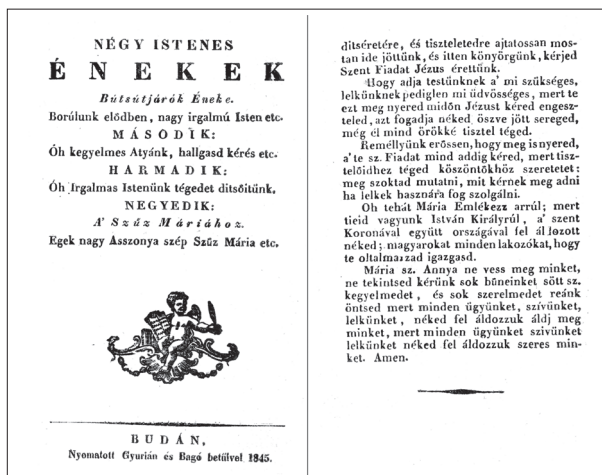 NÉGY ISTENES
ÉNEKEK
Bútsútjárók Éneke.
Borúlunk elődben, nagy irgalmú Isten etc.
MÁSODIK:
Óh kegyelmes Atyánk, hallgasd kérés etc.
HARMADIK:
Óh Irgalmas Istenünk tégedet ditsőitünk.
NEGYEDIK:
A' Szűz Máriához.
Egek nagy Asszonya szép Szűz Mária etc.
BUDÁN,
Nyomatott Gyurián és Bagó betűivel 1845.
ditséretére, és tiszteletedre ajtatossan mos-
tan ide jöttünk, és itten könyörgünk, kérjed
Szent Fiadat Jézus érettünk.
Hogy adja testünknek a' mi szükséges,
lelkünknek pediglen mi üdvösséges, mert te
ezt meg nyered midőn Jézust kéred engesz-
teled, azt fogadja néked öszve jött sereged,
még él mind örökké tisztel téged.
Reméllyünk erőssen, hogy meg is nyered,
a' te sz. Fiadat mind addig kéred, mert tisz-
telőidhez téged köszöntőkhöz szeretetet:
meg szoktad mutatni, mit kérnek meg adni
ha lelkek hasznára fog szolgálni.
Oh tehát Mária Emlékezz arrúl; mert
tieid vagyunk István Királyrúl, a' szent
Koronával együtt országával fel áldozott
néked; magyarokat minden lakozókat, hogy
te oltalmazzad igazgasd.
Mária sz. Annya ne vess meg minket,
ne tekintsed kérünk sok bűneinket sőtt sz.
kegyelmedet, és sok szerelmedet reánk
öntsed mert minden ügyünket, szívünket,
lelkünket, néked fel áldozzuk áldj meg
minket, mert minden ügyünket szivünket
lelkünket néked fel áldozzuk szeres min-
ket. Amen.